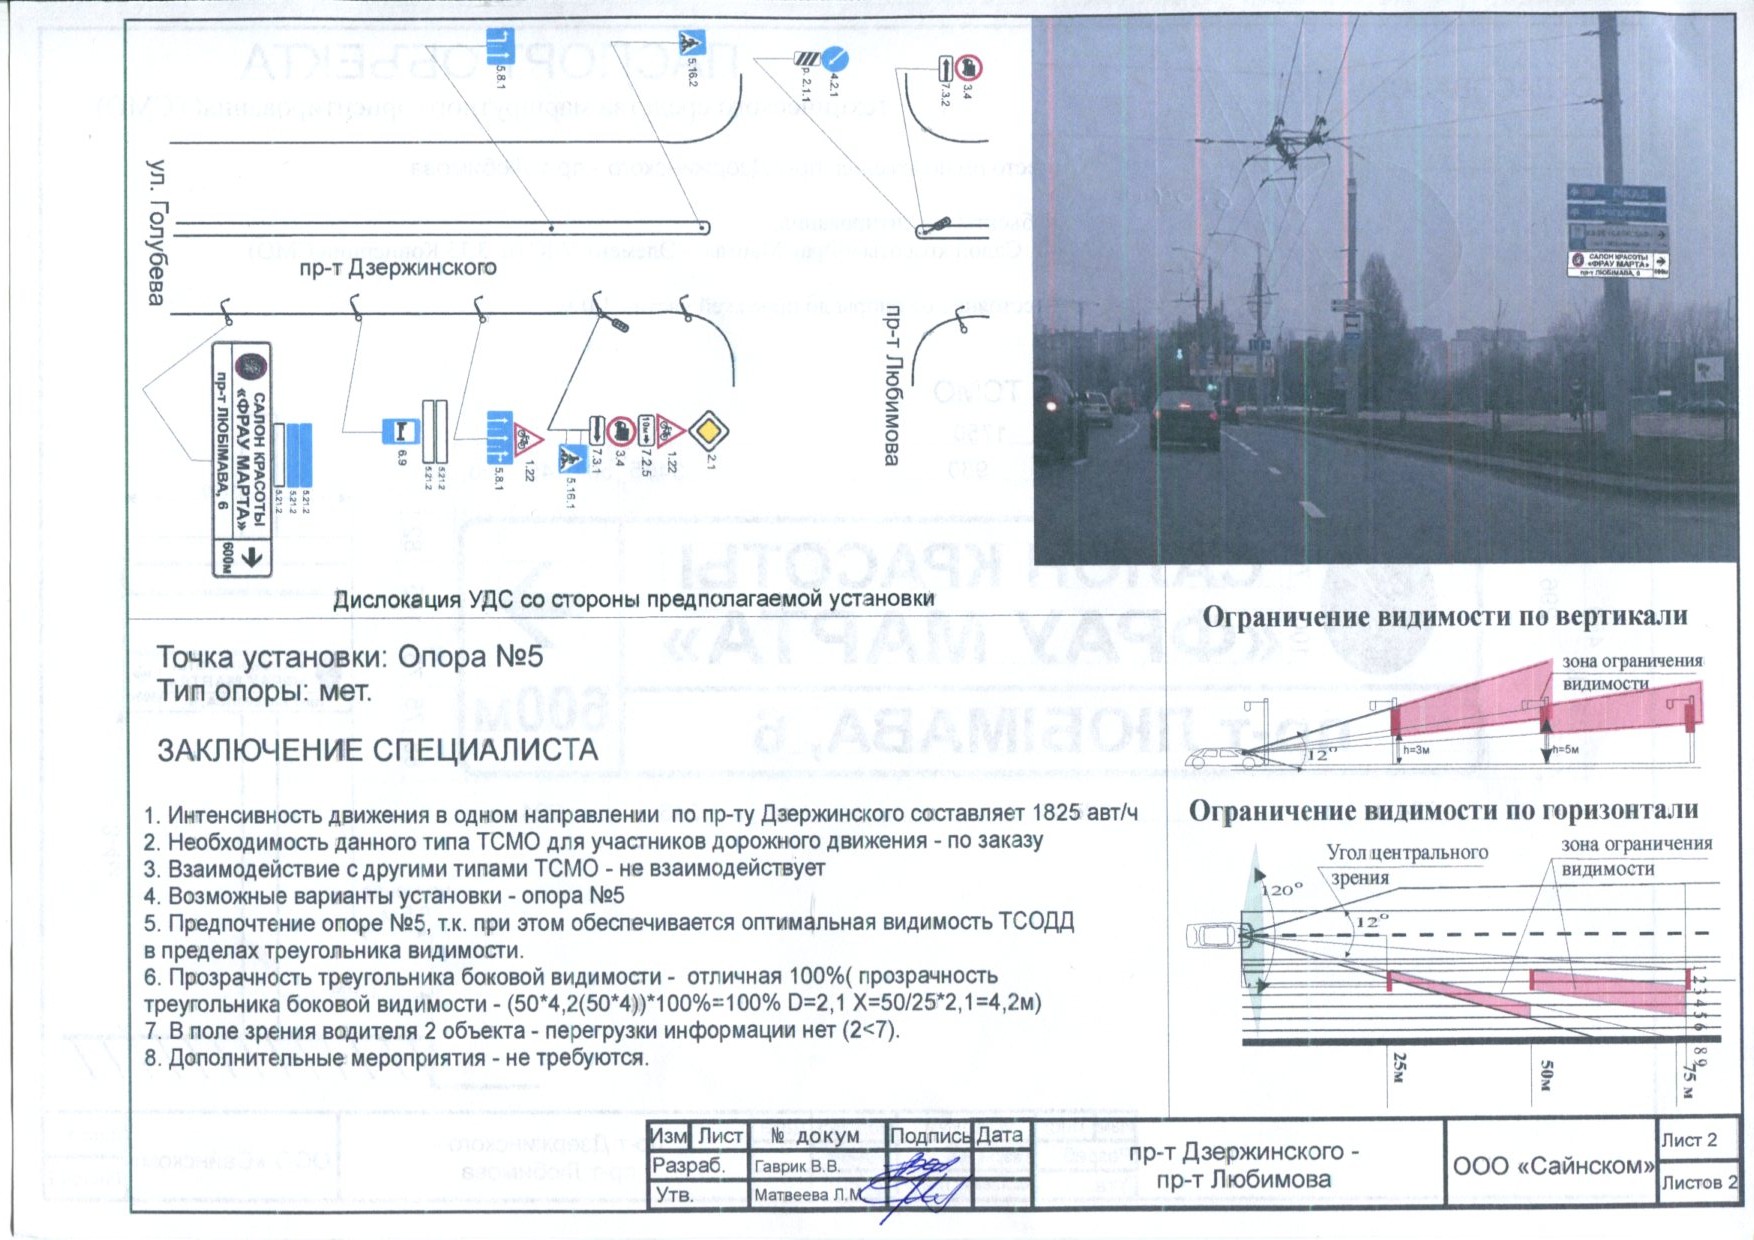 5.8.1
5.16.2
р. 2.1.1
4.2.1
7.3.2
3.4
ул. Голубева
пр-т Дзержинского
пр-т Любимова
САЛОН КРАСОТЫ
«ФРАУ МАРТА»
пр-т ЛЮБІМАВА, 6
600м
5.21.2
5.21.2
5.21.2
6.9
5.21.2
5.21.2
5.8.1
1.22
5.16.1
7.3.1
3.4
10м
7.2.5
1.22
2.1
МКАД
САЛОН КРАСОТЫ
«ФРАУ МАРТА»
пр-т ЛЮБІМАВА, 6
600м
Дислокация УДС со стороны предполагаемой установки
Точка установки: Опора №5
Тип опоры: мет.
ЗАКЛЮЧЕНИЕ СПЕЦИАЛИСТА
1. Интенсивность движения в одном направлении по пр-ту Дзержинского составляет 1825 авт/ч
2. Необходимость данного типа ТСМО для участников дорожного движения - по заказу
3. Взаимодействие с другими типами ТСМО - не взаимодействует
4. Возможные варианты установки - опора №5
5. Предпочтение опоре №5, т.к. при этом обеспечивается оптимальная видимость ТСОДД
в пределах треугольника видимости.
6. Прозрачность треугольника боковой видимости - отличная 100%( прозрачность
треугольника боковой видимости - (50*4,2(50*4))*100%=100% D=2,1 X=50/25*2,1=4,2м)
7. В поле зрения водителя 2 объекта - перегрузки информации нет (2<7).
8. Дополнительные мероприятия - не требуются.
Ограничение видимости по вертикали
зона ограничения
видимости
12°
h=3м
h=5м
Ограничение видимости по горизонтали
Угол центрального
зрения
зона ограничения
видимости
120°
12°
1 2 3 4 5 6 8 9
25м
50м
75 м
Изм Лист № докум Подпись Дата
Разраб. Гаврик В.В.
Утв. Матвеева Л.М
пр-т Дзержинского -
пр-т Любимова
ООО «Сайнском»
Лист 2
Листов 2